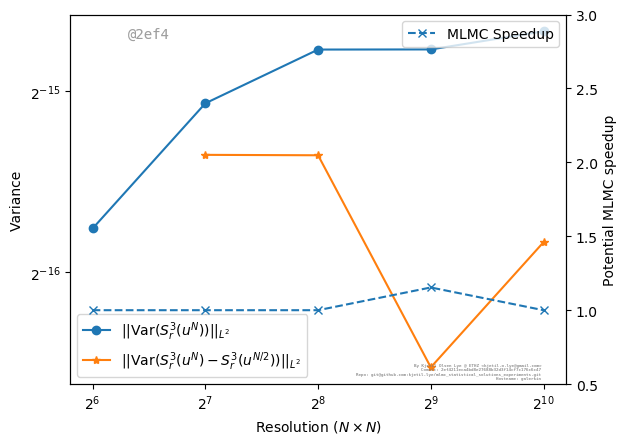 @2ef4
MLMC Speedup
3.0
2.5
2.0
1.5
1.0
0.5
Potential MLMC speedup
2^{-15}
2^{-16}
Variance
||Var(S_r^3(u^N))||_{L^2}
||Var(S_r^3(u^N) − S_r^3(u^{N/2}))||_{L^2}
2^6 2^7 2^8 2^9 2^{10}
Resolution (N × N)